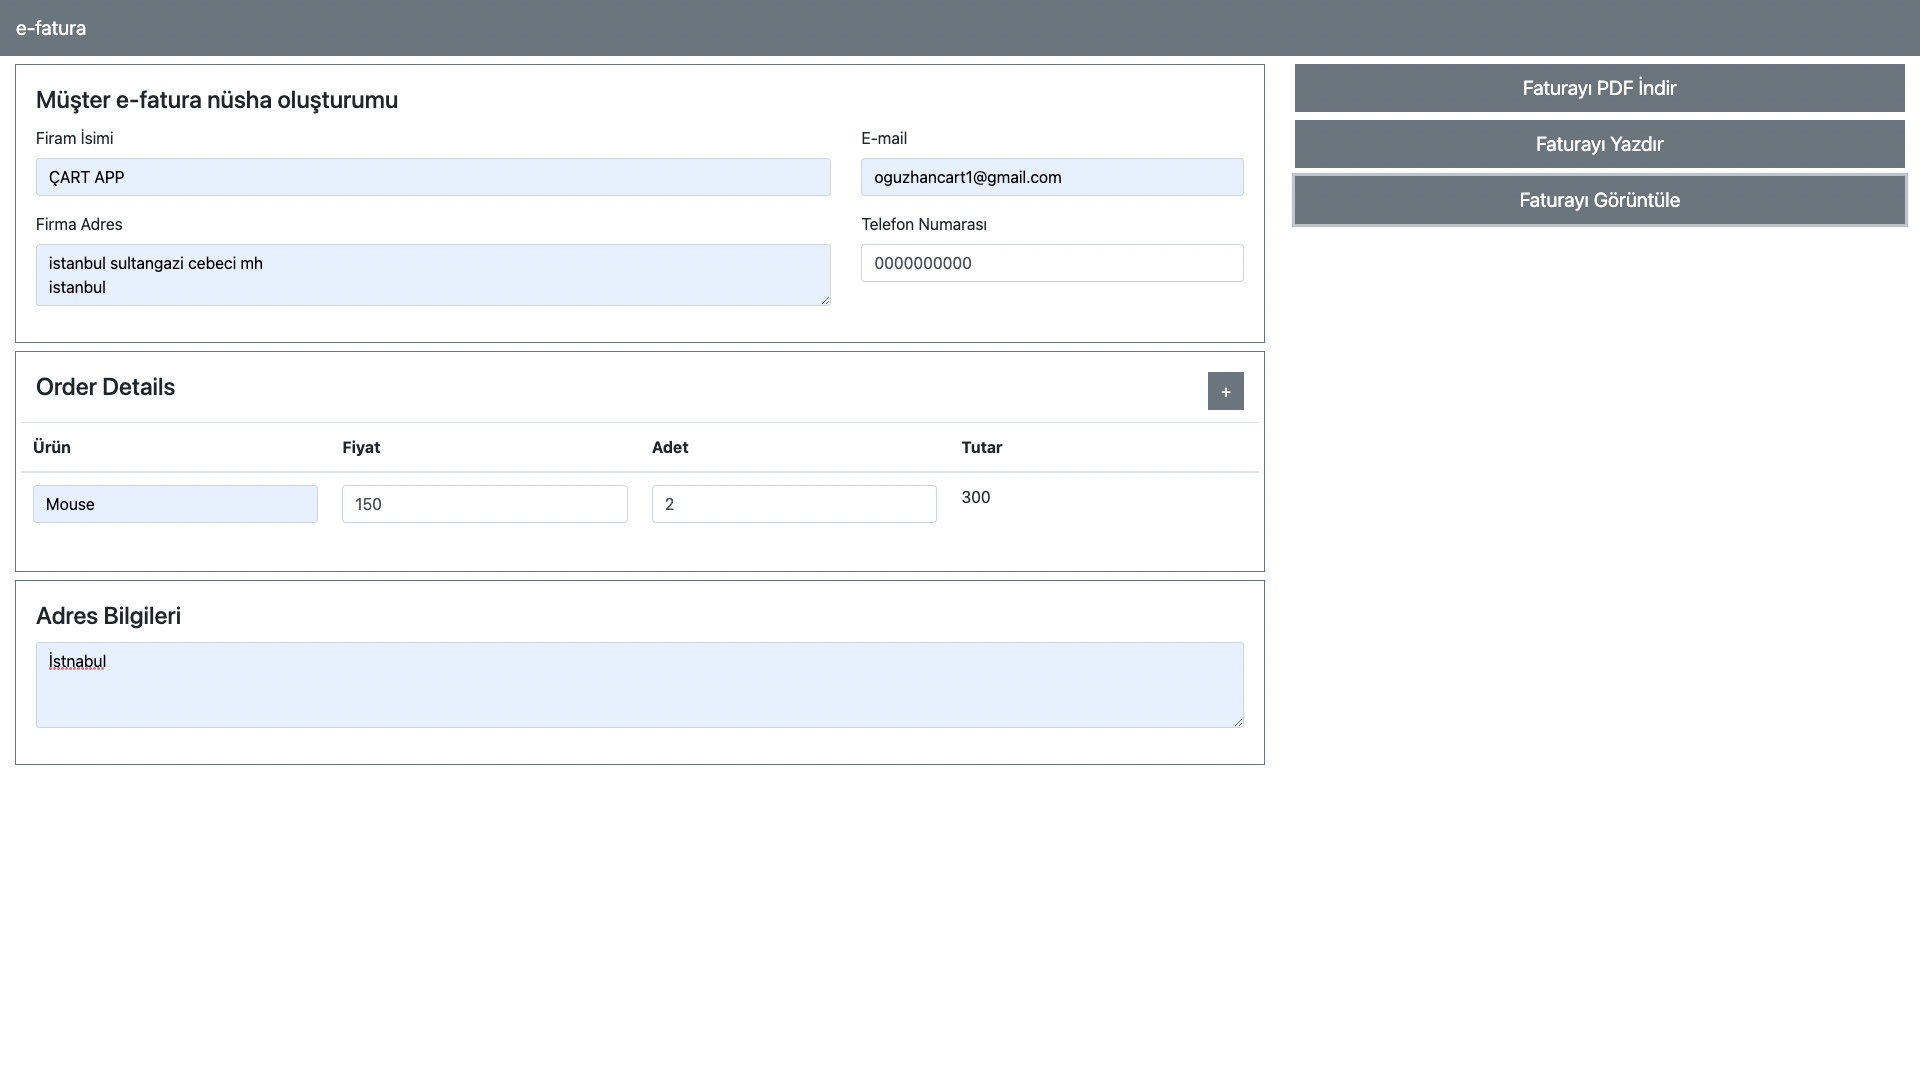 e-fatura
Müşter e-fatura nüsha oluşturumu
Firam İsimi
E-mail
ÇART APP
oguzhancart1@gmail.com
Firma Adres
Telefon Numarası
istanbul sultangazi cebeci mh
istanbul
0000000000
Faturayı PDF İndir
Faturayı Yazdır
Faturayı Görüntüle
Order Details
+
Ürün Fiyat Adet Tutar
Mouse 150 2 300
Adres Bilgileri
İstnabul